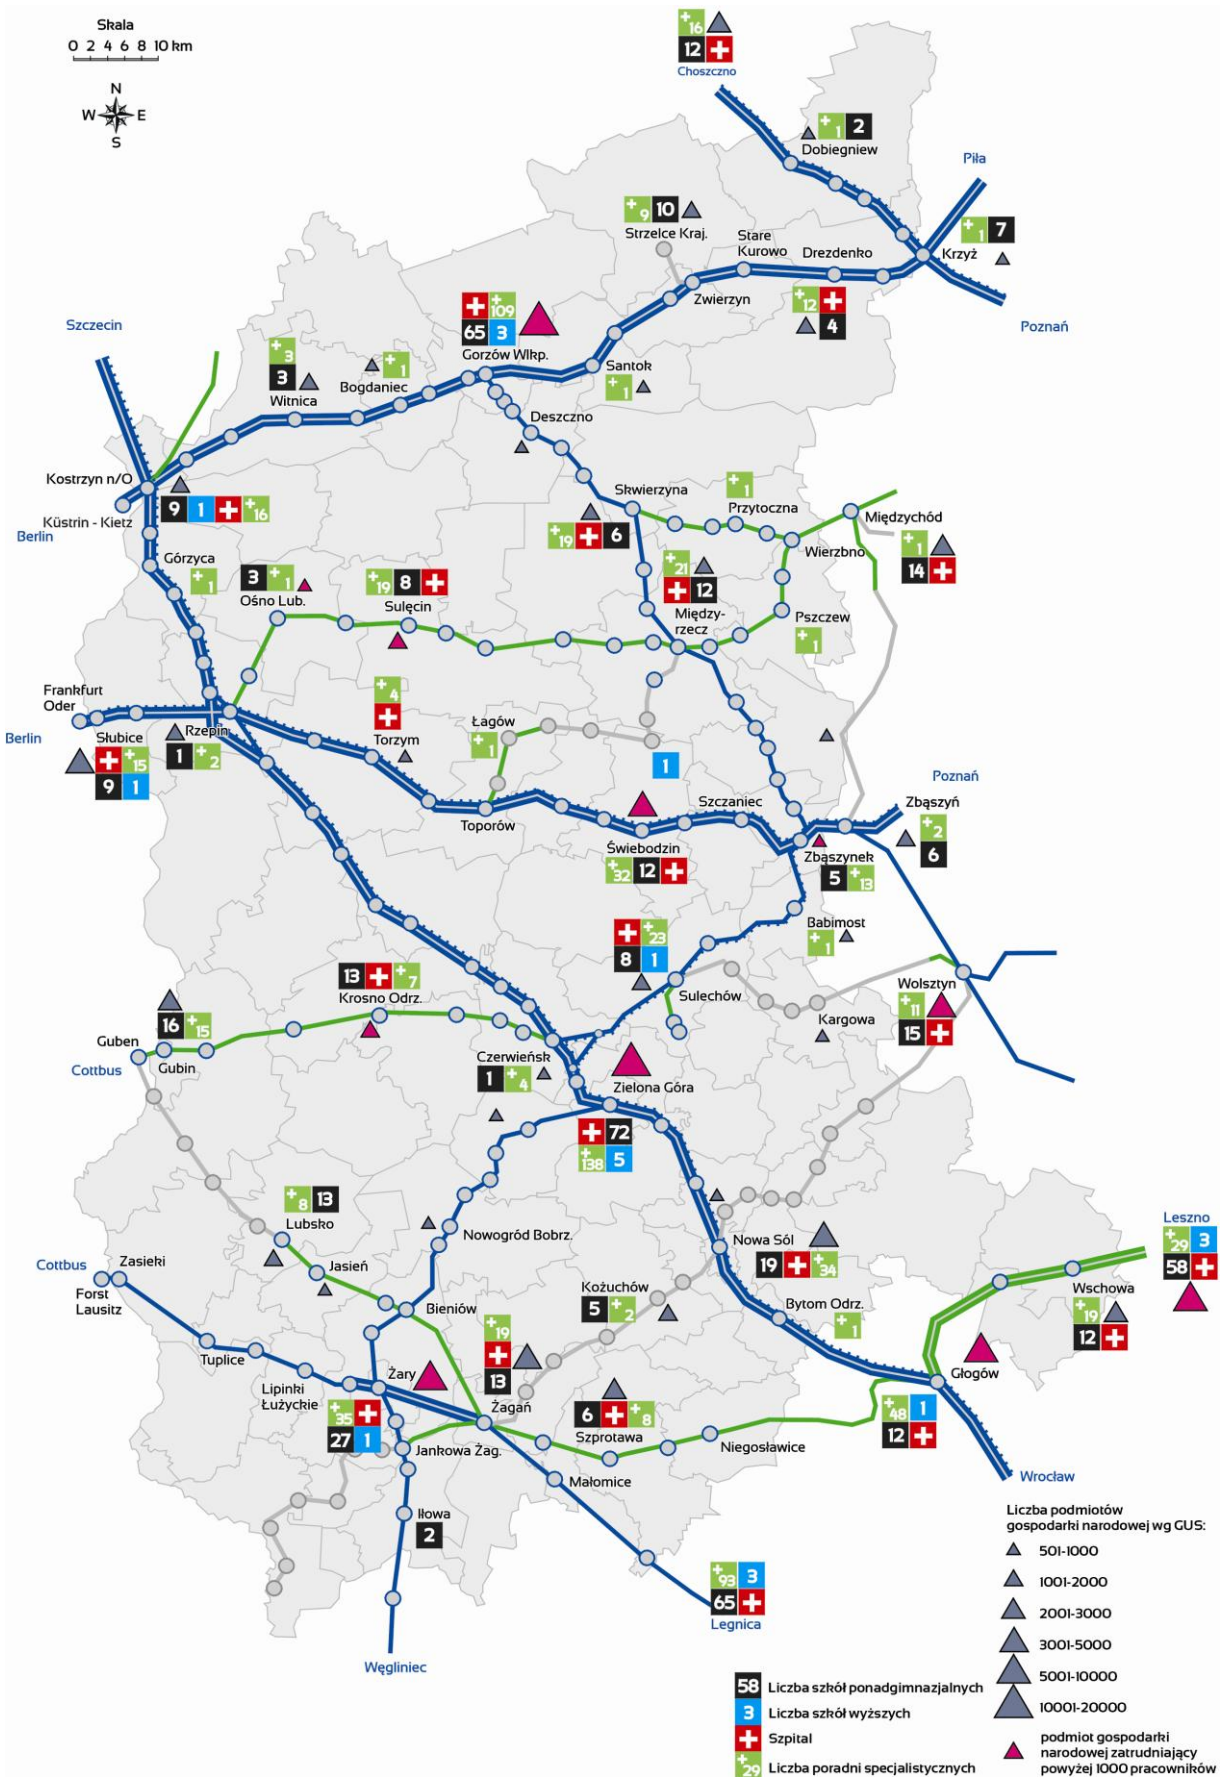 Skala
0 2 4 6 8 10 km
N
W E
S
16
12
Choszczno
1 2
Dobiegniew
Piła
9 10
Strzelce Kraj.
Stare
Kurowo
Drezdenko
1 7
Krzyż
Zwierzyn
12
4
Poznań
109
65 3
Gorzów Wlkp.
Szczecin
3
3
Witnica
1
Bogdaniec
Santok
1
Deszczno
Kostrzyn n/O
9 1 16
Küstrin - Kietz
Berlin
Skwierzyna
19 6
1
Przytoczna
Międzychód
1
14
Wierzbno
Górzyca
1
3 1
Ośno Lub.
19 8
Sulęcin
21
12
Między-
rzecz
Pszczew
1
Frankfurt
Oder
Berlin
Słubice
15
9 1
Rzepin
1 2
4
Torzym
Łagów
1
1
Toporów
Szczaniec
Świebodzin
32 12
Poznań
Zbąszyń
2
6
Zbąszynek
5 13
Babimost
1
23
8 1
Sulechów
Kargowa
Wolsztyn
11
15
13 7
Krosno Odrz.
16 15
Guben
Gubin
Cottbus
Czerwieńsk
1 4
Zielona Góra
72
138 5
8 13
Lubsko
Nowogród Bobrz.
Nowa Sól
19 34
Leszno
29 3
58
Cottbus
Zasieki
Forst
Lausitz
Jasień
Bieniów
Kożuchów
5 2
Bytom Odrz.
1
Wschowa
19
12
Tuplice
Lipinki
Łużyckie
Żary
35
27 1
19
13
Żagań
6 8
Szprotawa
Głogów
48 1
12
Jankowa Żag.
Niegosławice
Małomice
Wrocław
Iłowa
2
93 3
65
Legnica
Węgliniec
Liczba podmiotów
gospodarki narodowej wg GUS:
501-1000
1001-2000
2001-3000
3001-5000
5001-10000
10001-20000
podmiot gospodarki
narodowej zatrudniający
powyżej 1000 pracowników
58 Liczba szkół ponadgimnazjalnych
3 Liczba szkół wyższych
Szpital
29 Liczba poradni specjalistycznych